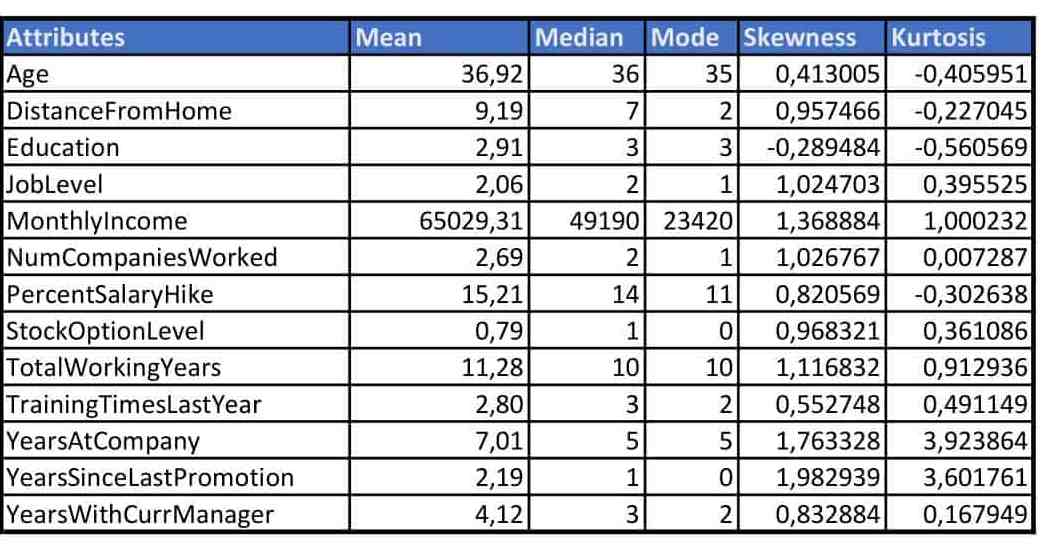 Attributes Mean Median Mode Skewness Kurtosis
Age 36,92 36 35 0,413005 -0,405951
DistanceFromHome 9,19 7 2 0,957466 -0,227045
Education 2,91 3 3 -0,289484 -0,560569
JobLevel 2,06 2 1 1,024703 0,395525
MonthlyIncome 65029,31 49190 23420 1,368884 1,000232
NumCompaniesWorked 2,69 2 1 1,026767 0,007287
PercentSalaryHike 15,21 14 11 0,820569 -0,302638
StockOptionLevel 0,79 1 0 0,968321 0,361086
TotalWorkingYears 11,28 10 10 1,116832 0,912936
TrainingTimesLastYear 2,80 3 2 0,552748 0,491149
YearsAtCompany 7,01 5 5 1,763328 3,923864
YearsSinceLastPromotion 2,19 1 0 1,982939 3,601761
YearsWithCurrManager 4,12 3 2 0,832884 0,167949